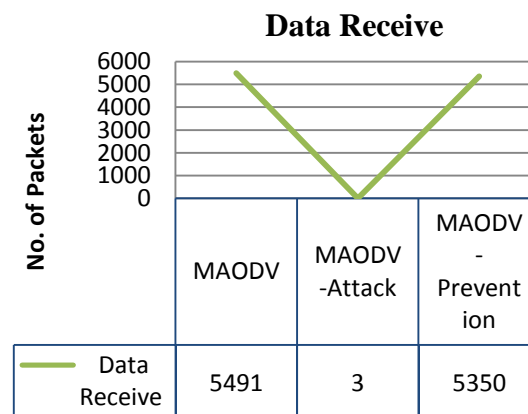 Data Receive
No. of Packets
6000
5000
4000
3000
2000
1000
0
MAODV
MAODV
-Attack
MAODV
-
Prevent
ion
Data
Receive
5491
3
5350